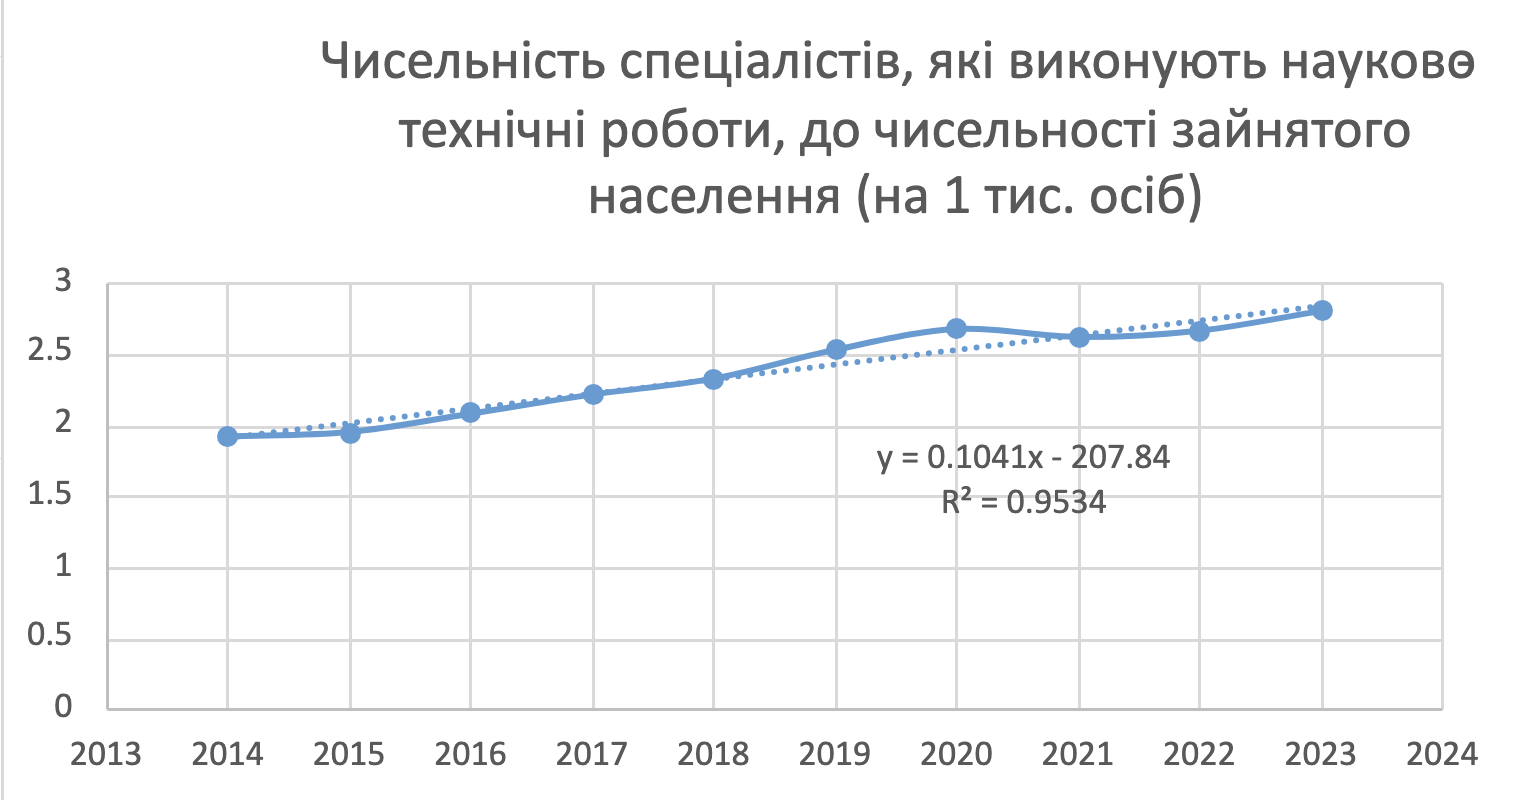 Чисельність спеціалістів, які виконують науково
технічні роботи, до чисельності зайнятого
населення (на 1 тис. осіб)
3
2.5
2
1.5
1
0.5
0
y = 0.1041x - 207.84
R² = 0.9534
2013 2014 2015 2016 2017 2018 2019 2020 2021 2022 2023 2024